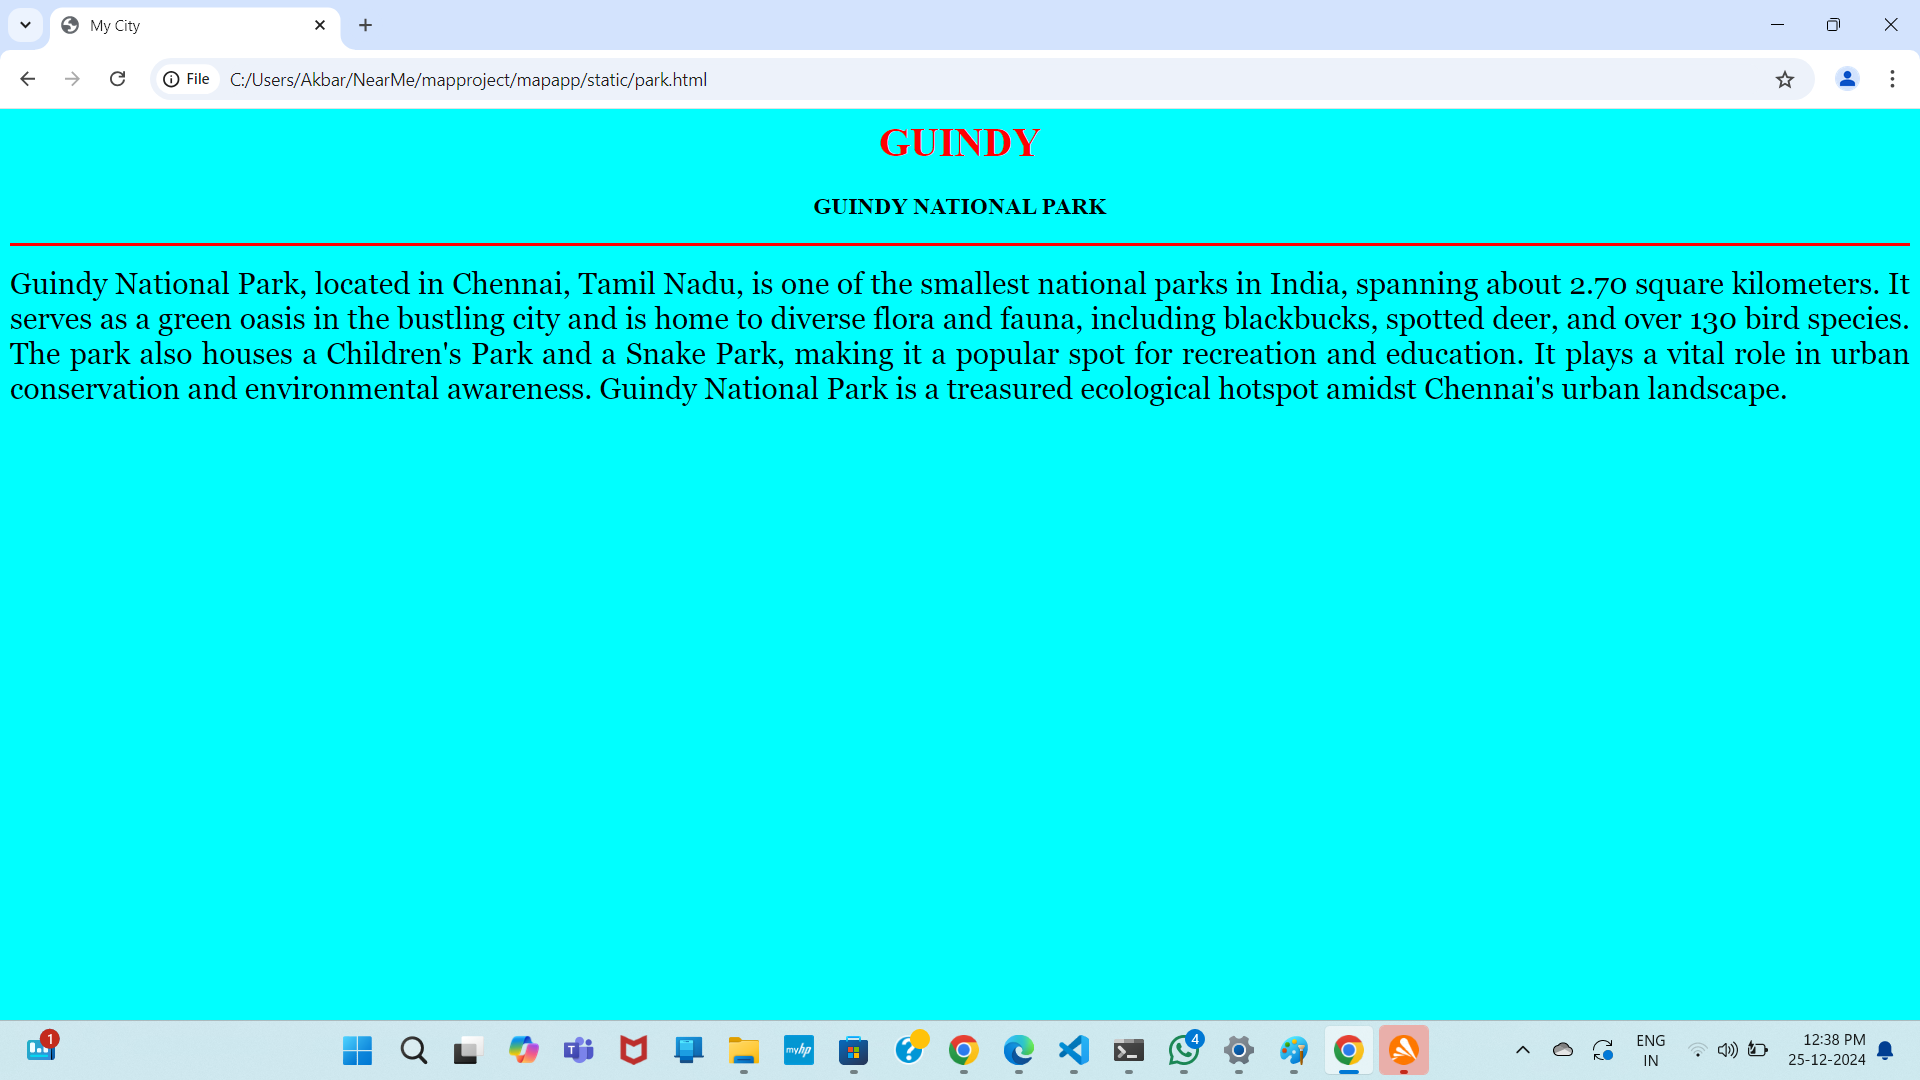 My City
File
C:/Users/Akbar/NearMe/mapproject/mapapp/static/park.html
GUINDY
GUINDY NATIONAL PARK
Guindy National Park, located in Chennai, Tamil Nadu, is one of the smallest national parks in India, spanning about 2.70 square kilometers. It
serves as a green oasis in the bustling city and is home to diverse flora and fauna, including blackbucks, spotted deer, and over 130 bird species.
The park also houses a Children's Park and a Snake Park, making it a popular spot for recreation and education. It plays a vital role in urban
conservation and environmental awareness. Guindy National Park is a treasured ecological hotspot amidst Chennai's urban landscape.
1
T
myhp
?
4
ENG
IN
12:38 PM
25-12-2024